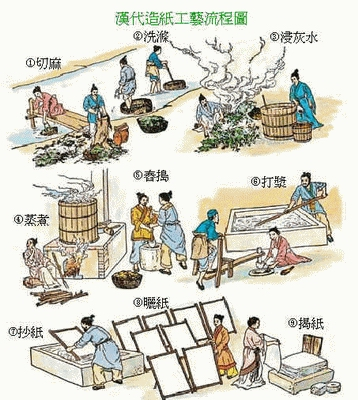 漢代造紙工藝流程圖
①切麻
②洗滌
③浸灰水
④蒸煮
⑤舂搗
⑥打漿
⑦抄紙
⑧曬紙
⑨揭紙